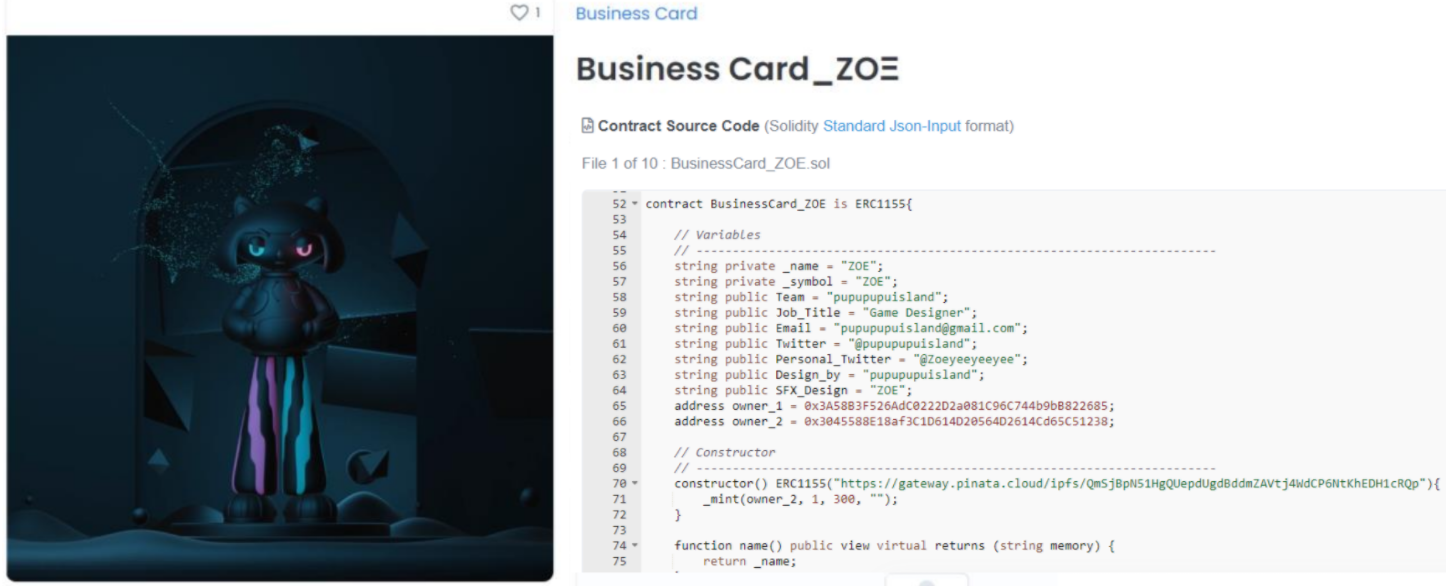 1
Business Card
Business Card_ZOΞ
Contract Source Code (Solidity Standard Json-Input format)
File 1 of 10 : BusinessCard_ZOE.sol
52 contract BusinessCard_ZOE is ERC1155{
53
54 // Variables
55 // ------------------------------------------------------------------------
56 string private _name = "ZOE";
57 string private _symbol = "ZOE";
58 string public Team = "pupupupuisland";
59 string public Job_Title = "Game Designer";
60 string public Email = "pupupupuisland@gmail.com";
61 string public Twitter = "@pupupupuisland";
62 string public Personal_Twitter = "@Zoeyeeyeeyee";
63 string public Design_by = "pupupupuisland";
64 string public SFX_Design = "ZOE";
65 address owner_1 = 0x3A58B3F526AdC0222D2a081C96C744b9bB822685;
66 address owner_2 = 0x3045588E18af3C1D614D20564D2614Cd65C51238;
67
68 // Constructor
69 // ------------------------------------------------------------------------
70 constructor() ERC1155("https://gateway.pinata.cloud/ipfs/QmSjBpN51HgQUepdUgdBddmZAVtj4WdCP6NtKhEDH1cRQp"){
71 _mint(owner_2, 1, 300, "");
72 }
73
74 function name() public view virtual returns (string memory) {
75 return _name;